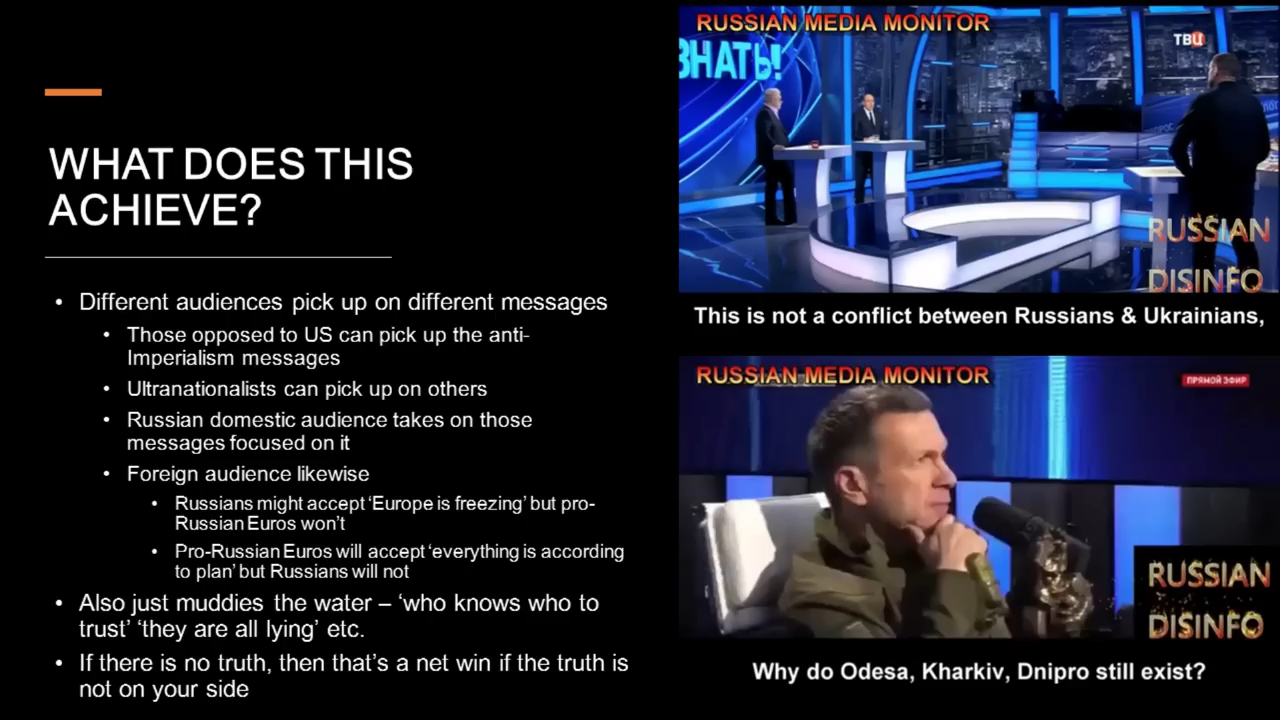 WHAT DOES THIS
ACHIEVE?
• Different audiences pick up on different messages
• Those opposed to US can pick up the anti-
Imperialism messages
• Ultranationalists can pick up on others
• Russian domestic audience takes on those
messages focused on it
• Foreign audience likewise
• Russians might accept ‘Europe is freezing’ but pro-
Russian Euros won’t
• Pro-Russian Euros will accept ‘everything is according
to plan’ but Russians will not
• Also just muddies the water – ‘who knows who to
trust’ ‘they are all lying’ etc.
• If there is no truth, then that’s a net win if the truth is
not on your side
RUSSIAN MEDIA MONITOR
ЗНАТЬ!
ТВЦ
RUSSIAN
DISINFO
This is not a conflict between Russians & Ukrainians,
RUSSIAN MEDIA MONITOR
ПРЯМОЙ ЭФИР
RUSSIAN
DISINFO
Why do Odesa, Kharkiv, Dnipro still exist?